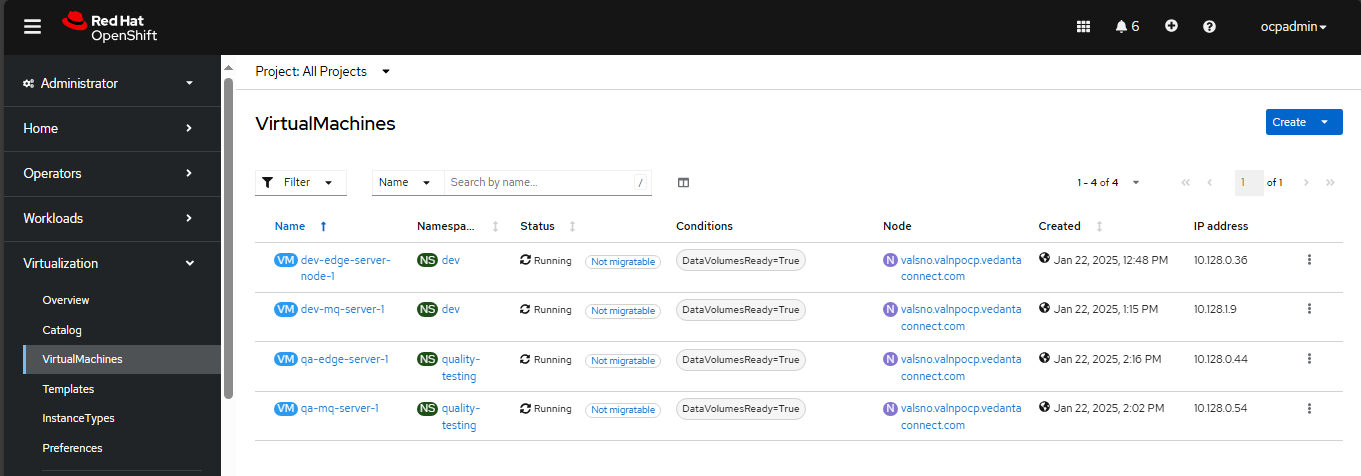 Red Hat
OpenShift
6
ocpadmin
Administrator
Home
Operators
Workloads
Virtualization
Overview
Catalog
VirtualMachines
Templates
InstanceTypes
Preferences
Project: All Projects
VirtualMachines
Create
Filter
Name
Search by name...
/
1 - 4 of 4
1 of 1
Name Namespa... Status Conditions Node Created IP address
VM dev-edge-server-
node-1
NS dev
Running
Not migratable
DataVolumesReady=True
N valsno.valnpocp.vedanta
connect.com
Jan 22, 2025, 12:48 PM
10.128.0.36
VM dev-mq-server-1
NS dev
Running
Not migratable
DataVolumesReady=True
N valsno.valnpocp.vedanta
connect.com
Jan 22, 2025, 1:15 PM
10.128.1.9
VM qa-edge-server-1
NS quality-
testing
Running
Not migratable
DataVolumesReady=True
N valsno.valnpocp.vedanta
connect.com
Jan 22, 2025, 2:16 PM
10.128.0.44
VM qa-mq-server-1
NS quality-
testing
Running
Not migratable
DataVolumesReady=True
N valsno.valnpocp.vedanta
connect.com
Jan 22, 2025, 2:02 PM
10.128.0.54